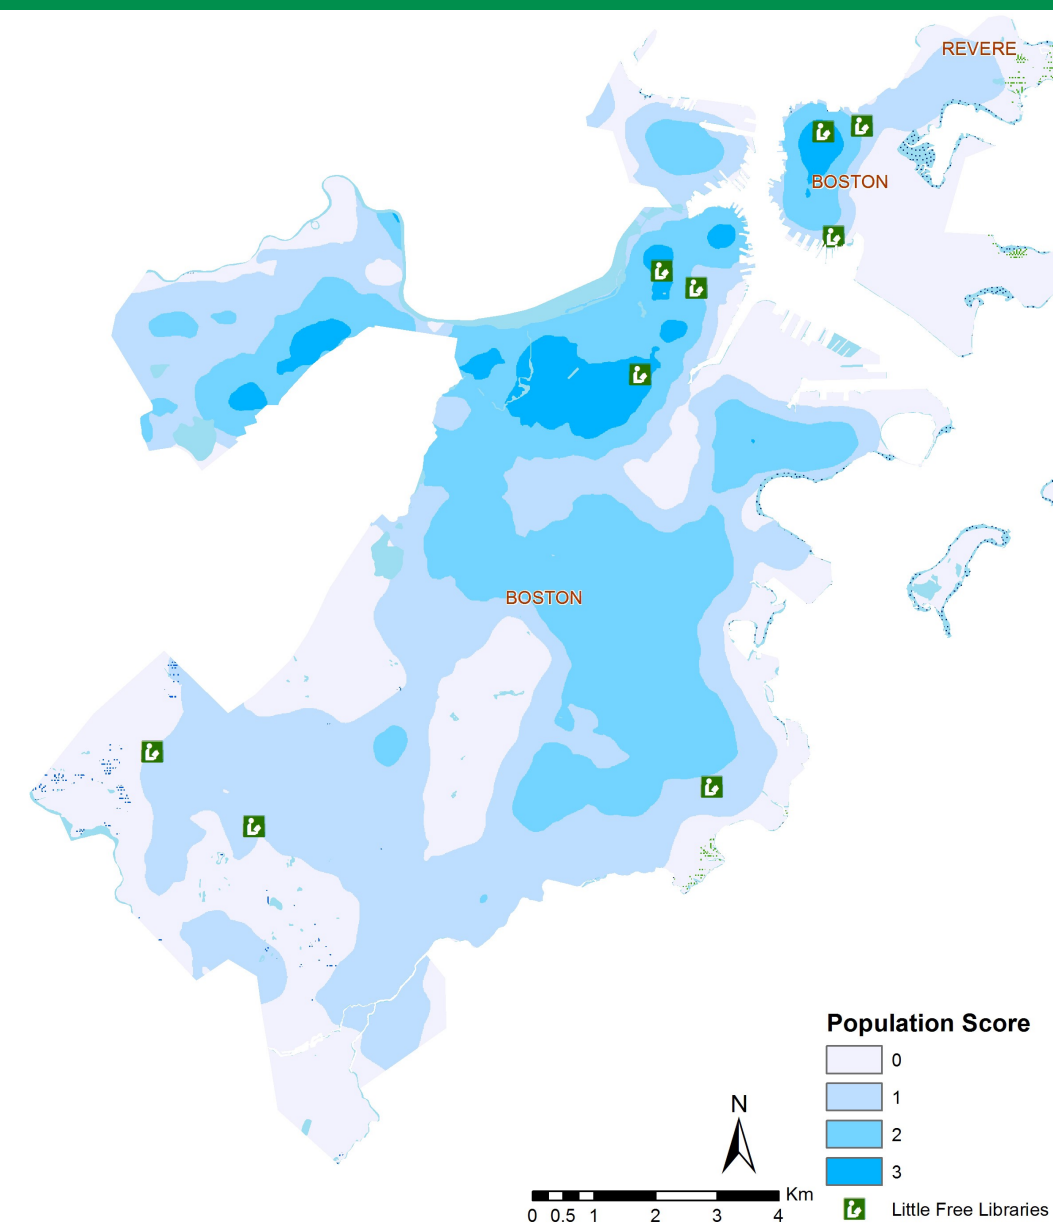 REVERE
BOSTON
BOSTON
Population Score
0
1
2
3
Little Free Libraries
N
Km
0 0.5 1 2 3 4